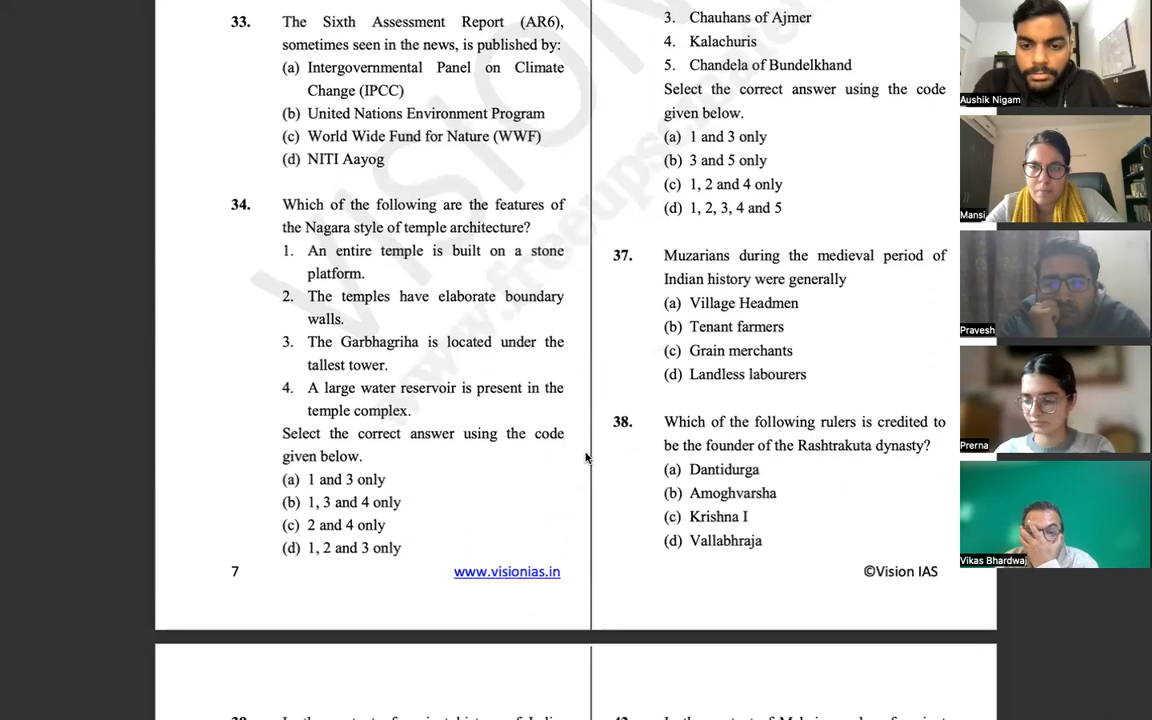 33. The Sixth Assessment Report (AR6),
sometimes seen in the news, is published by:
(a) Intergovernmental Panel on Climate
Change (IPCC)
(b) United Nations Environment Program
(c) World Wide Fund for Nature (WWF)
(d) NITI Aayog
34. Which of the following are the features of
the Nagara style of temple architecture?
1. An entire temple is built on a stone
platform.
2. The temples have elaborate boundary
walls.
3. The Garbhagriha is located under the
tallest tower.
4. A large water reservoir is present in the
temple complex.
Select the correct answer using the code
given below.
(a) 1 and 3 only
(b) 1, 3 and 4 only
(c) 2 and 4 only
(d) 1, 2 and 3 only
7
www.visionias.in
3. Chauhans of Ajmer
4. Kalachuris
5. Chandela of Bundelkhand
Select the correct answer using the code
given below.
(a) 1 and 3 only
(b) 3 and 5 only
(c) 1, 2 and 4 only
(d) 1, 2, 3, 4 and 5
37. Muzarians during the medieval period of
Indian history were generally
(a) Village Headmen
(b) Tenant farmers
(c) Grain merchants
(d) Landless labourers
38. Which of the following rulers is credited to
be the founder of the Rashtrakuta dynasty?
(a) Dantidurga
(b) Amoghvarsha
(c) Krishna I
(d) Vallabhraja
©Vision IAS
Aushik Nigam
Mansi
Pravesh
Prerna
Vikas Bhardwaj
VISION